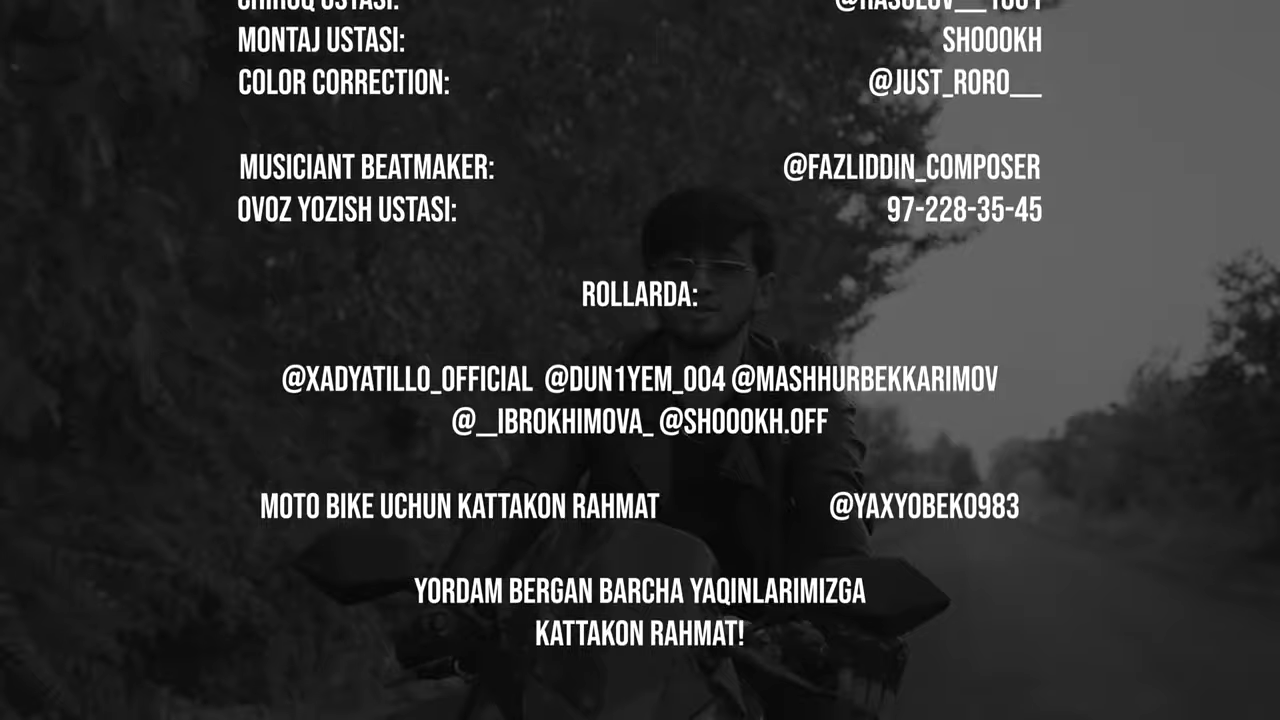 MONTAJ USTASI: SHOOOKH
COLOR CORRECTION: @JUST_RORO__
MUSICIANT BEATMAKER: @FAZLIDDIN_COMPOSER
OVOZ YOZISH USTASI: 97-228-35-45
ROLLARDA:
@XADYATILLO_OFFICIAL @DUN1YEM_004 @MASHHURBEKKARIMOV
@__IBROKHIMOVA_ @SHOOOKH.OFF
MOTO BIKE UCHUN KATTAKON RAHMAT @YAXYOBEK0983
YORDAM BERGAN BARCHA YAQINLARIMIZGA
KATTAKON RAHMAT!